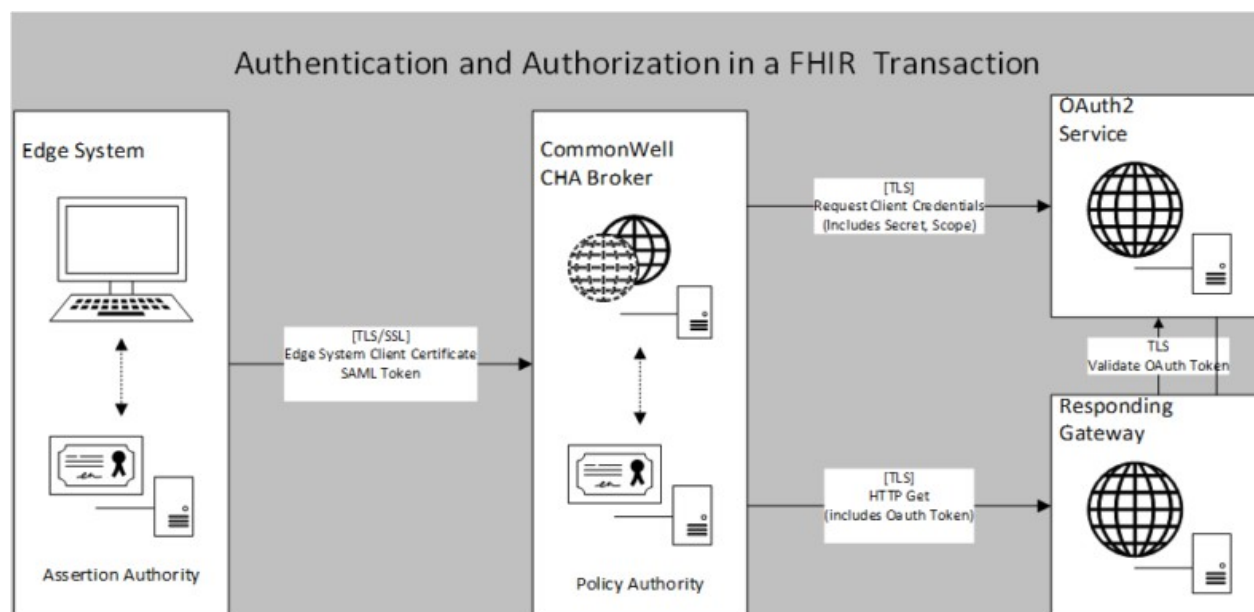 Authentication and Authorization in a FHIR Transaction
Edge System
Assertion Authority
[TLS/SSL]
Edge System Client Certificate
SAML Token
CommonWell
CHA Broker
Policy Authority
[TLS]
Request Client Credentials
(Includes Secret, Scope)
[TLS]
HTTP Get
(includes Oauth Token)
OAuth2
Service
TLS
Validate OAuth Token
Responding
Gateway